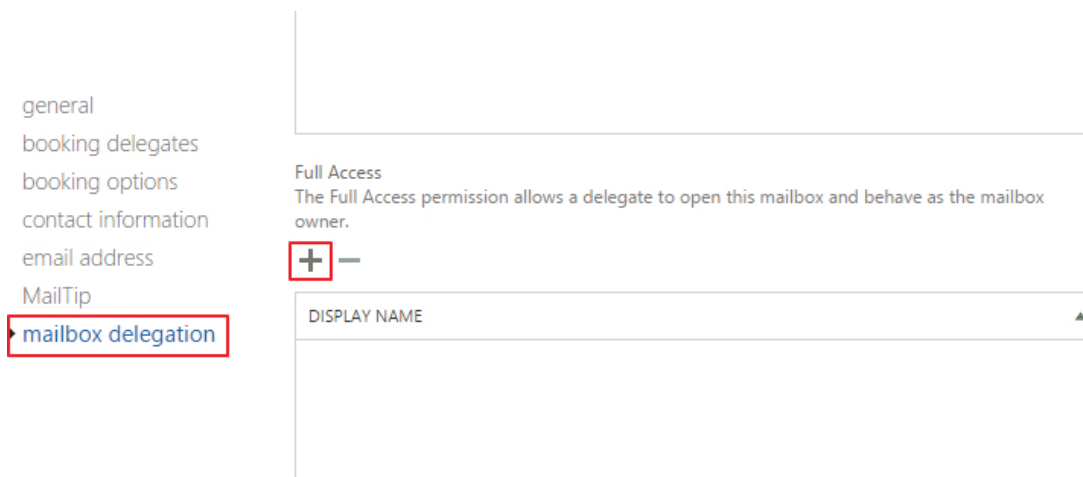 general
booking delegates
booking options
contact information
email address
MailTip
mailbox delegation
Full Access
The Full Access permission allows a delegate to open this mailbox and behave as the mailbox
owner.
DISPLAY NAME